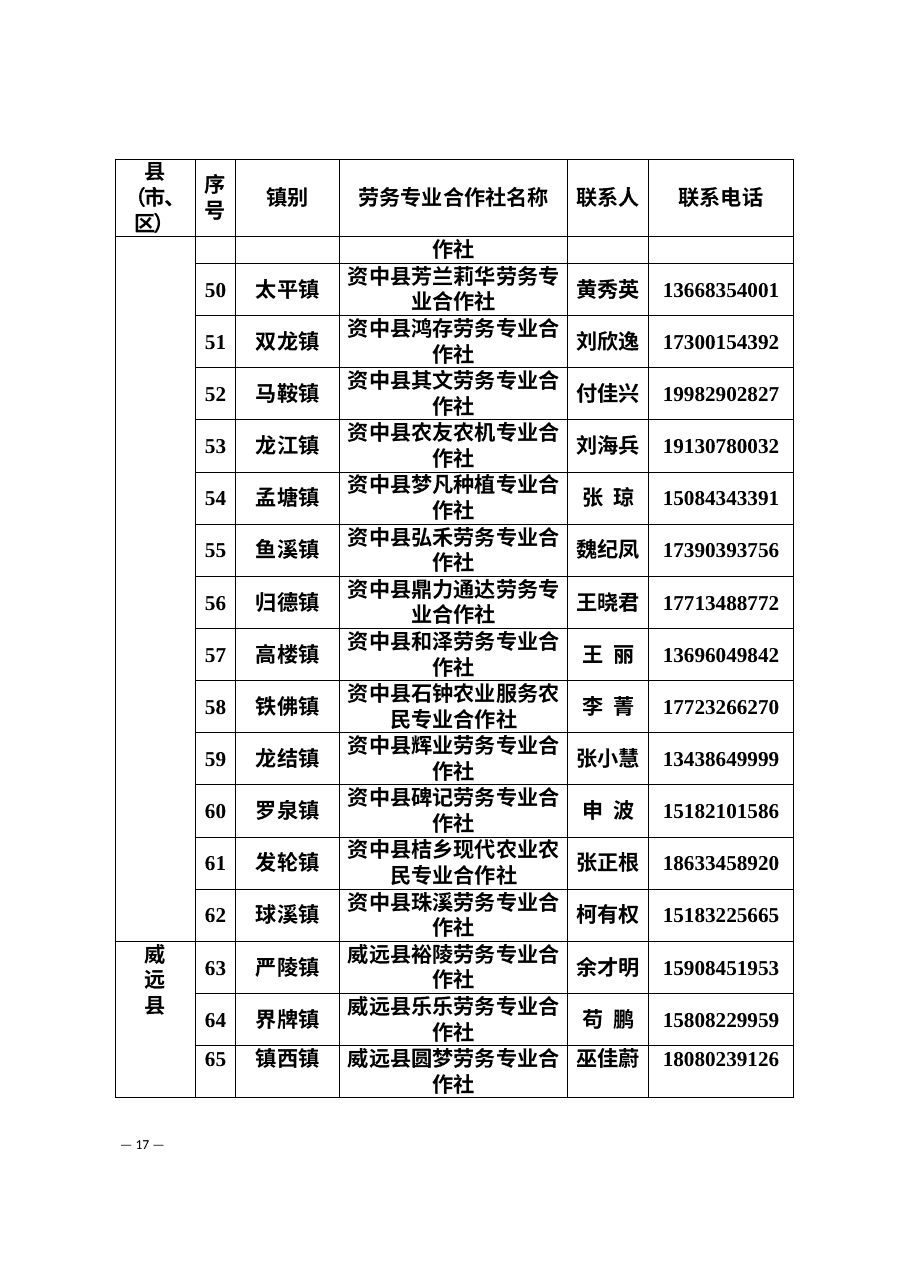 县（市、区） 序号 镇别 劳务专业合作社名称 联系人 联系电话
作社
50 太平镇 资中县芳兰莉华劳务专业合作社 黄秀英 13668354001
51 双龙镇 资中县鸿存劳务专业合作社 刘欣逸 17300154392
52 马鞍镇 资中县其文劳务专业合作社 付佳兴 19982902827
53 龙江镇 资中县农友农机专业合作社 刘海兵 19130780032
54 孟塘镇 资中县梦凡种植专业合作社 张 琼 15084343391
55 鱼溪镇 资中县弘禾劳务专业合作社 魏纪凤 17390393756
56 归德镇 资中县鼎力通达劳务专业合作社 王晓君 17713488772
57 高楼镇 资中县和泽劳务专业合作社 王 丽 13696049842
58 铁佛镇 资中县石钟农业服务农民专业合作社 李 菁 17723266270
59 龙结镇 资中县辉业劳务专业合作社 张小慧 13438649999
60 罗泉镇 资中县碑记劳务专业合作社 申 波 15182101586
61 发轮镇 资中县桔乡现代农业农民专业合作社 张正根 18633458920
62 球溪镇 资中县珠溪劳务专业合作社 柯有权 15183225665
威远县 63 严陵镇 威远县裕陵劳务专业合作社 余才明 15908451953
64 界牌镇 威远县乐乐劳务专业合作社 苟 鹏 15808229959
65 镇西镇 威远县圆梦劳务专业合作社 巫佳蔚 18080239126
— 17 —